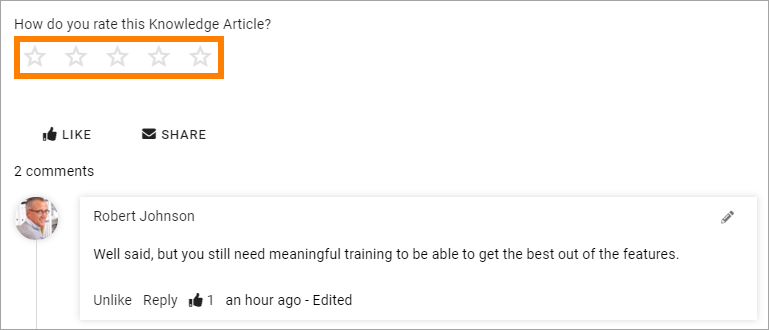 How do you rate this Knowledge Article?
LIKE SHARE
2 comments
Robert Johnson
Well said, but you still need meaningful training to be able to get the best out of the features.
Unlike Reply 1 an hour ago - Edited